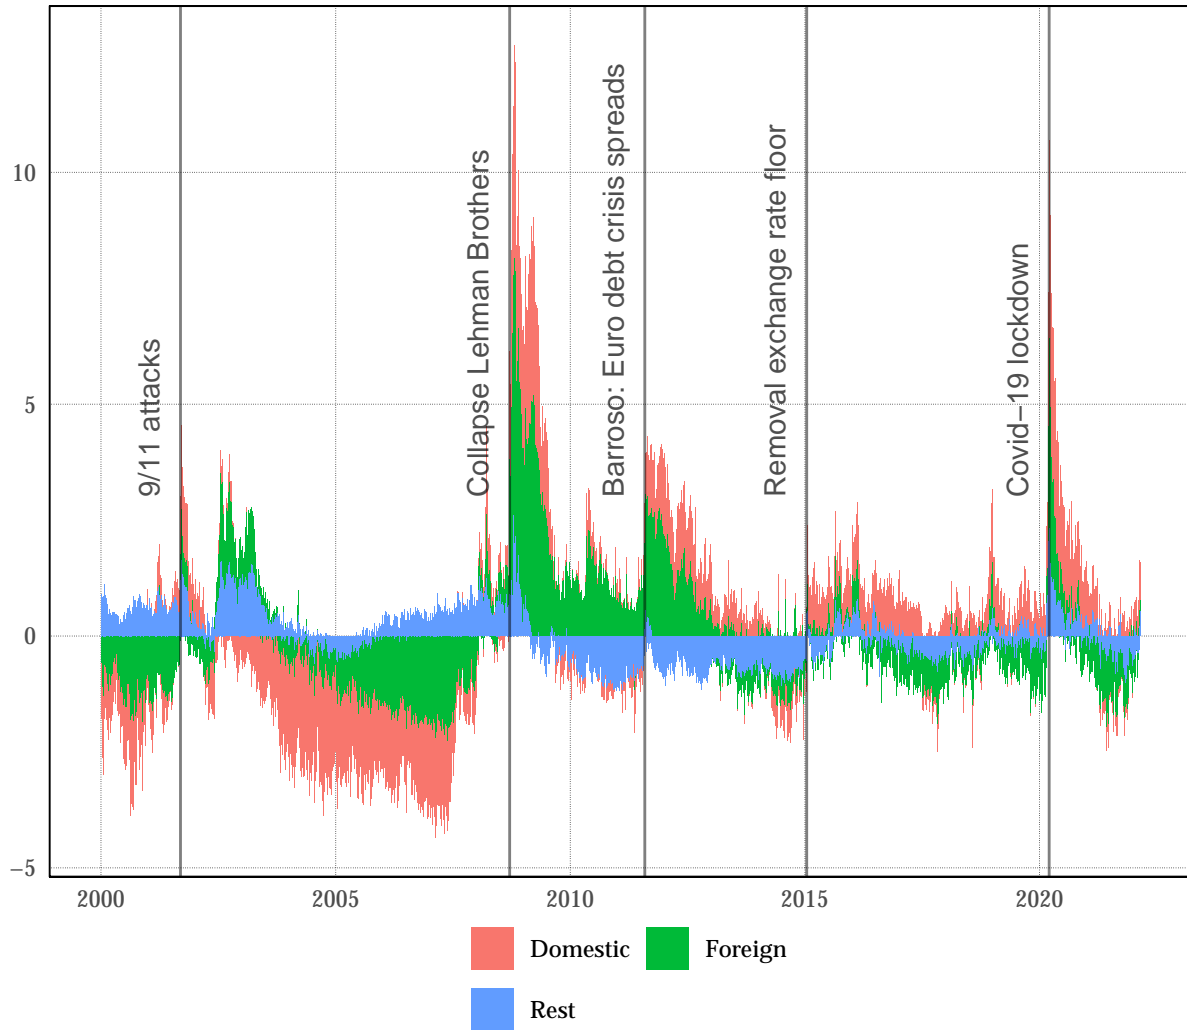 10
5
0
−5
9/11 attacks
Collapse Lehman Brothers
Barroso: Euro debt crisis spreads
Removal exchange rate floor
Covid−19 lockdown
2000 2005 2010 2015 2020
Domestic Foreign
Rest